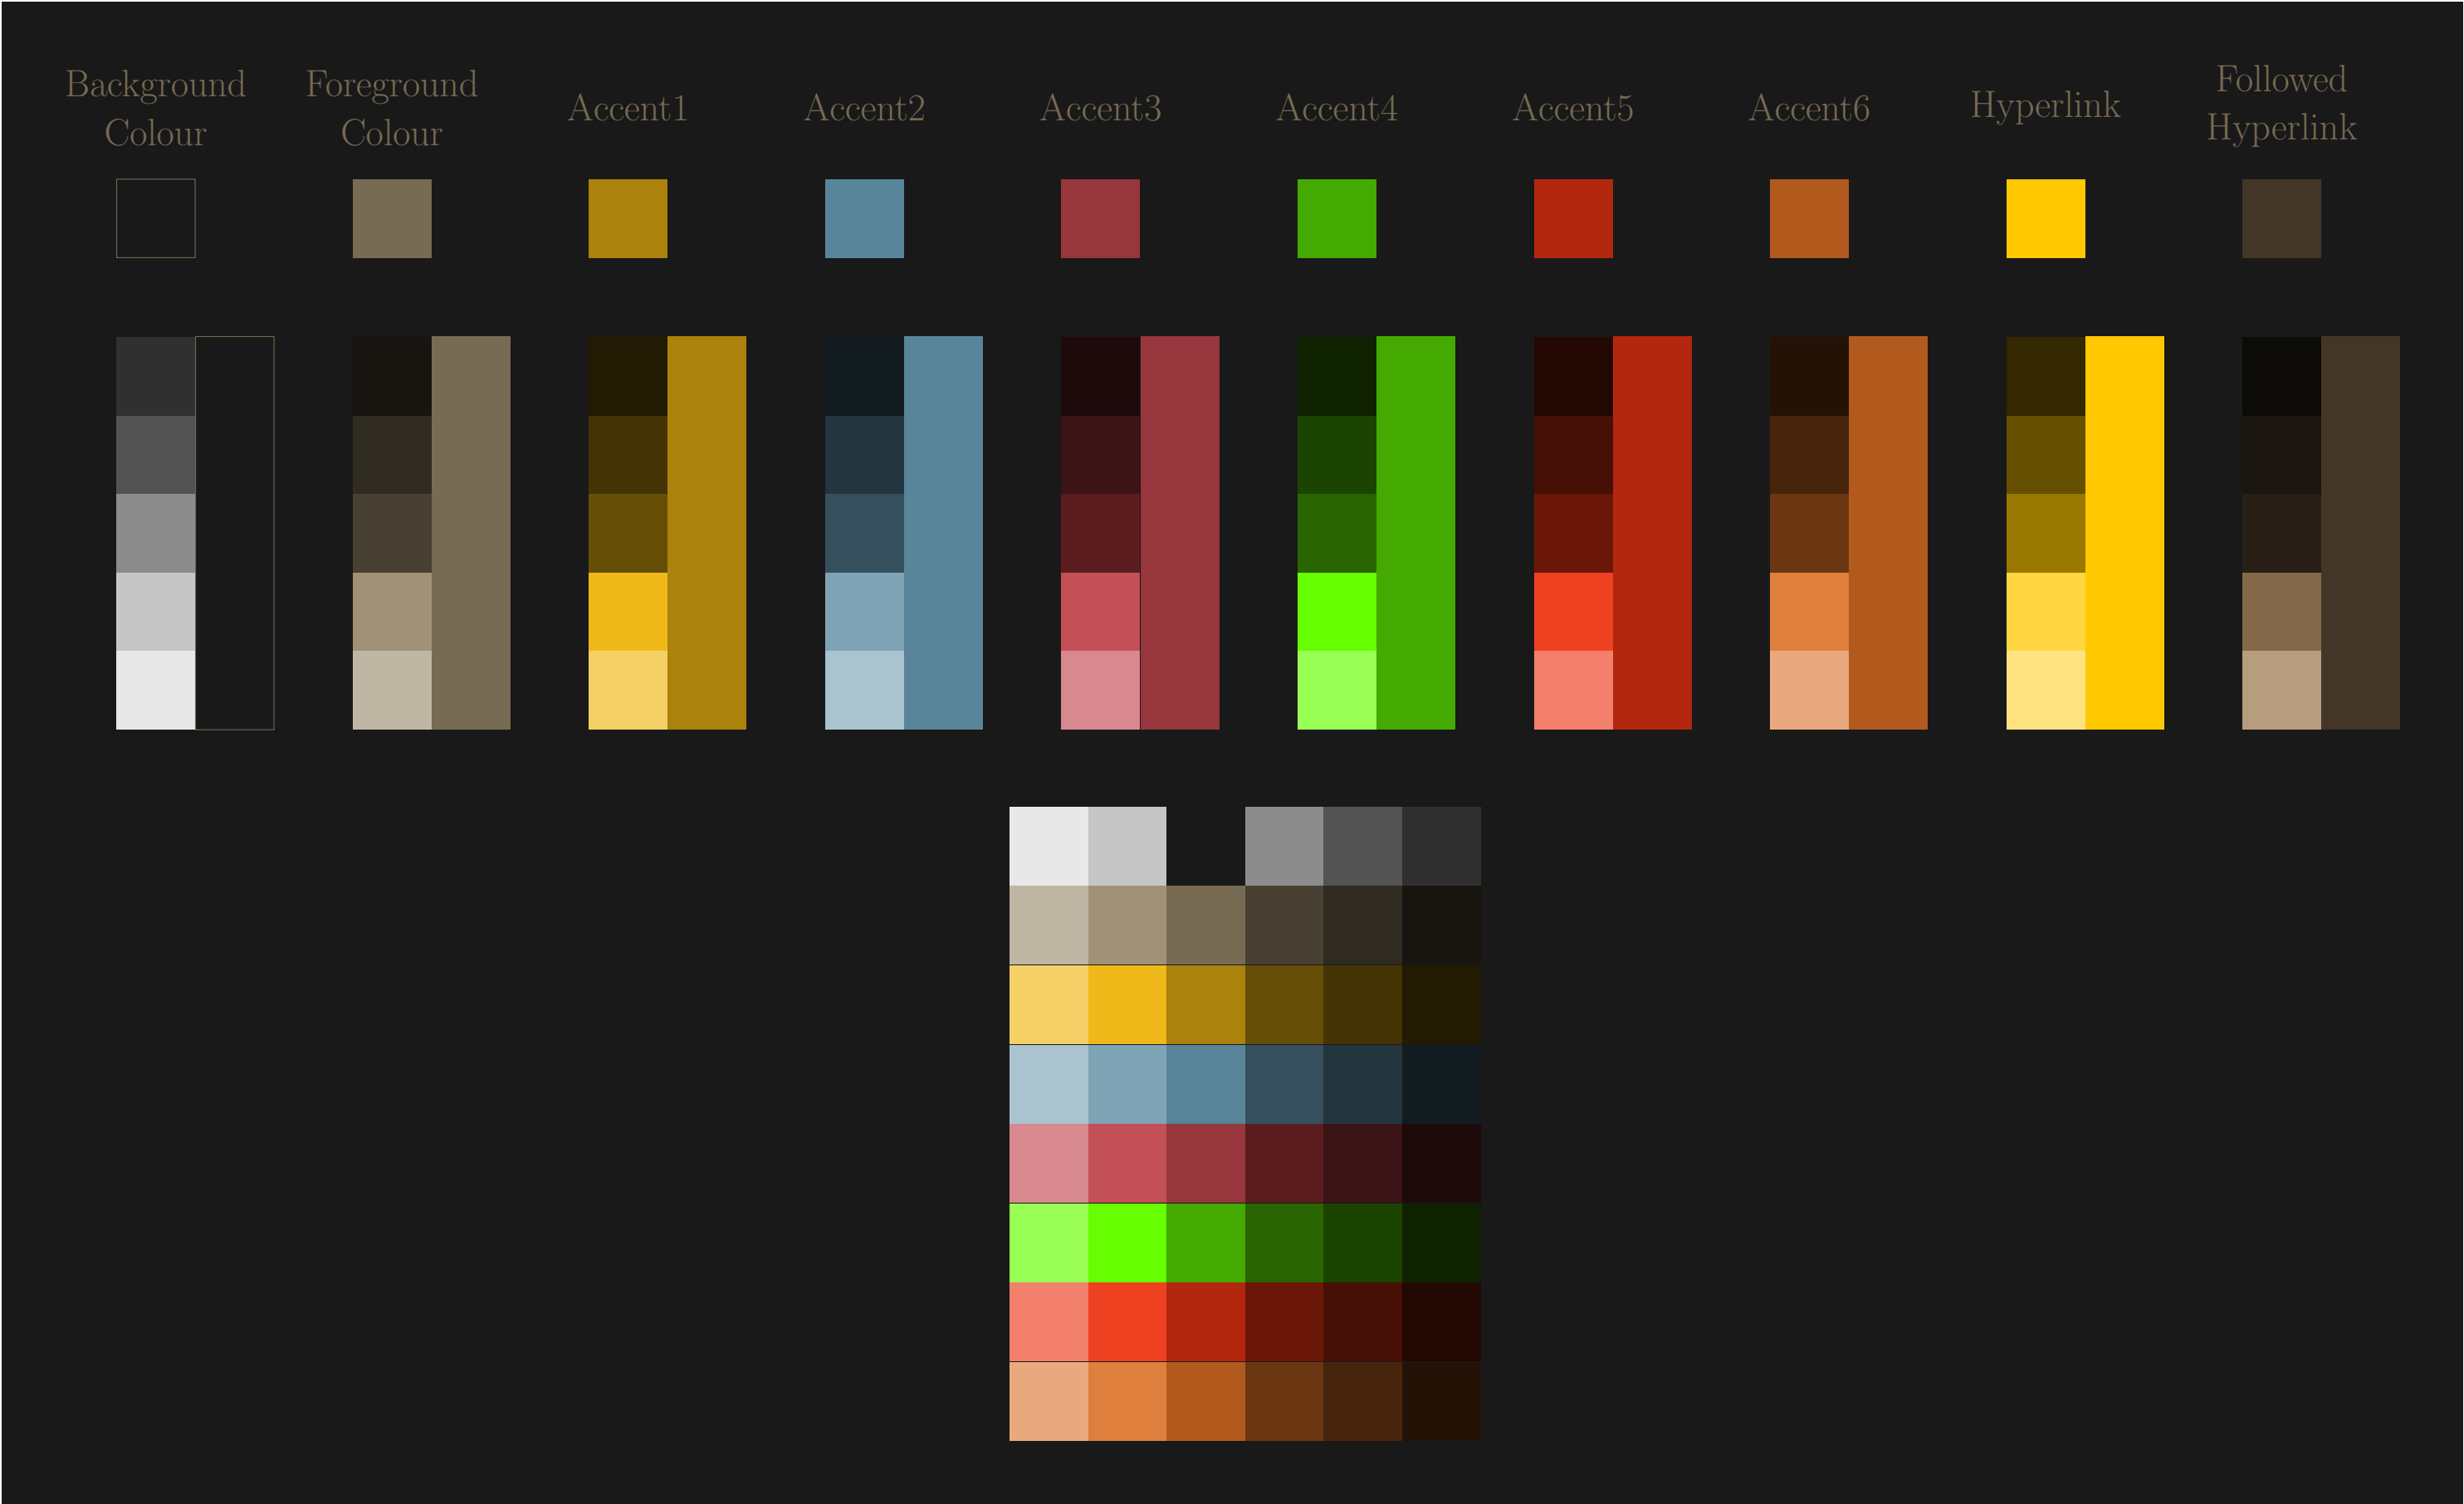 Background
Colour
Foreground
Colour
Accent1
Accent2
Accent3
Accent4
Accent5
Accent6
Hyperlink
Followed
Hyperlink